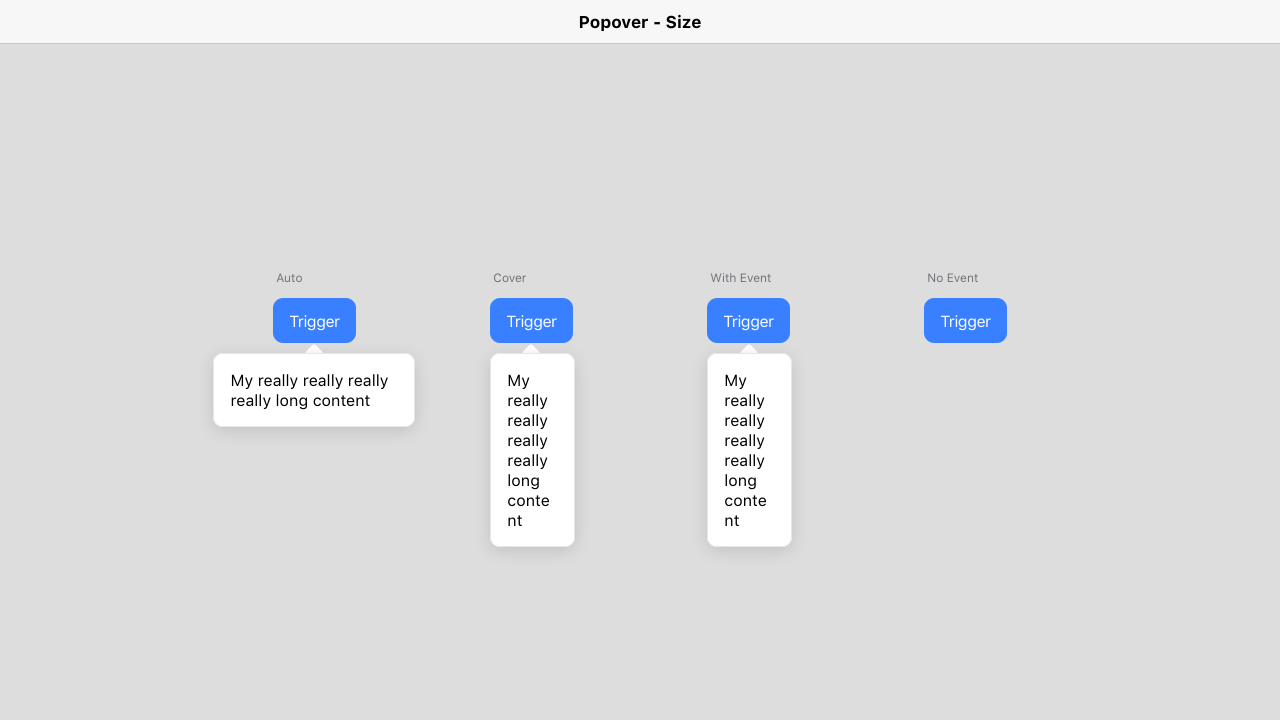 Popover - Size
Auto
Cover
With Event
No Event
Trigger
Trigger
Trigger
Trigger
My really really really
really long content
My
really
really
really
really
long
conte
nt
My
really
really
really
really
long
conte
nt